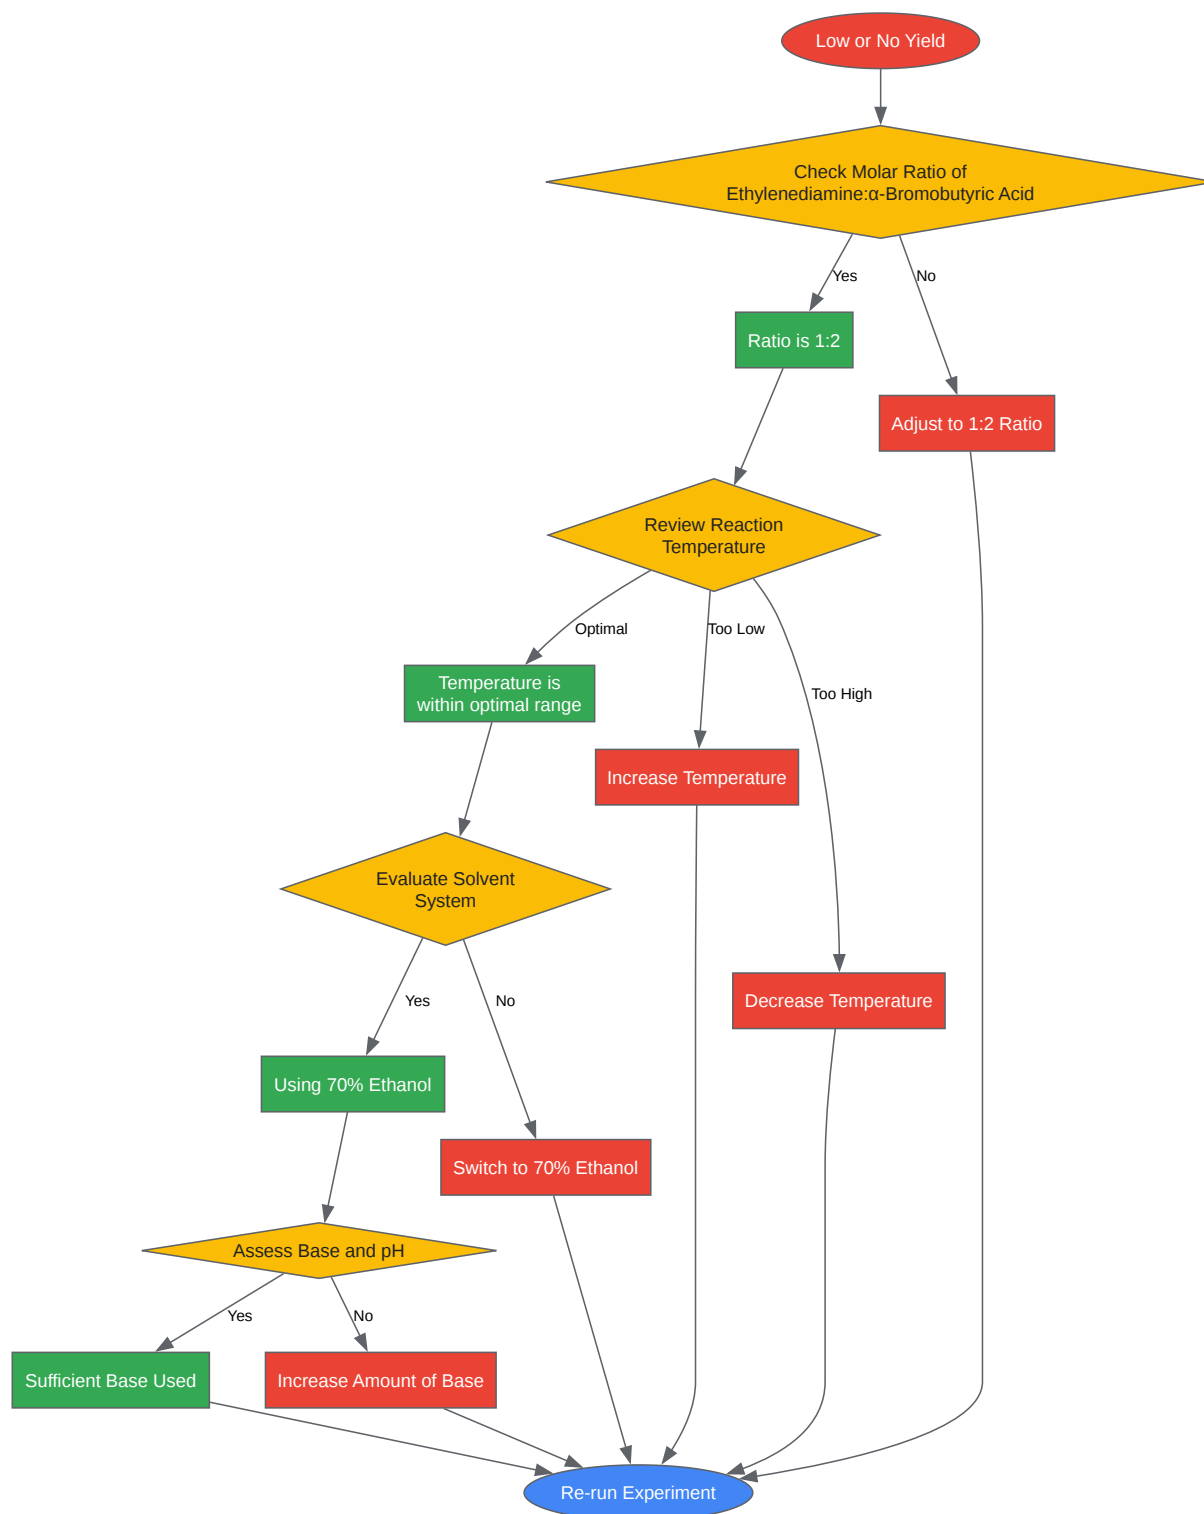 Low or No Yield
Check Molar Ratio of
Ethylenediamine:α-Bromobutyric Acid
Yes
No
Ratio is 1:2
Adjust to 1:2 Ratio
Review Reaction
Temperature
Optimal
Too Low
Too High
Temperature is
within optimal range
Increase Temperature
Evaluate Solvent
System
Yes
No
Decrease Temperature
Using 70% Ethanol
Switch to 70% Ethanol
Assess Base and pH
Yes
No
Sufficient Base Used
Increase Amount of Base
Re-run Experiment